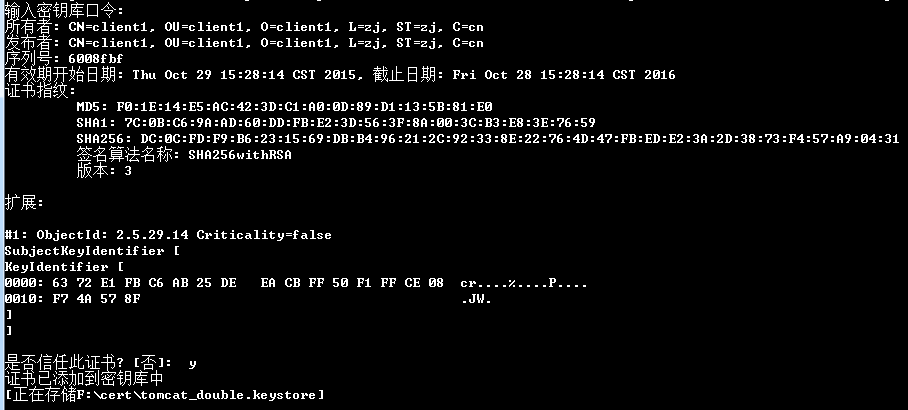 输入密钥库口令:
所有者: CN=client1, OU=client1, O=client1, L=zj, ST=zj, C=cn
发布者: CN=client1, OU=client1, O=client1, L=zj, ST=zj, C=cn
序列号: 6008fbf
有效期开始日期: Thu Oct 29 15:28:14 CST 2015, 截止日期: Fri Oct 28 15:28:14 CST 2016
证书指纹:
MD5: F0:1E:14:E5:AC:42:3D:C1:A0:0D:89:D1:13:5B:81:E0
SHA1: 7C:0B:C6:9A:AD:60:DD:FB:E2:3D:56:3F:8A:00:3C:B3:E8:3E:76:59
SHA256: DC:0C:FD:F9:B6:23:15:69:DB:B4:96:21:2C:92:33:8E:22:76:4D:47:FB:ED:E2:3A:2D:38:73:F4:57:A9:04:31
签名算法名称: SHA256withRSA
版本: 3
扩展:
#1: ObjectId: 2.5.29.14 Criticality=false
SubjectKeyIdentifier [
KeyIdentifier [
0000: 63 72 E1 FB C6 AB 25 DE   EA CB FF 50 F1 FF CE 08  cr....%....P....
0010: F7 4A 57 8F                                        .JW.
]
]
是否信任此证书? [否]:  y
证书已添加到密钥库中
[正在存储F:\cert\tomcat_double.keystore]